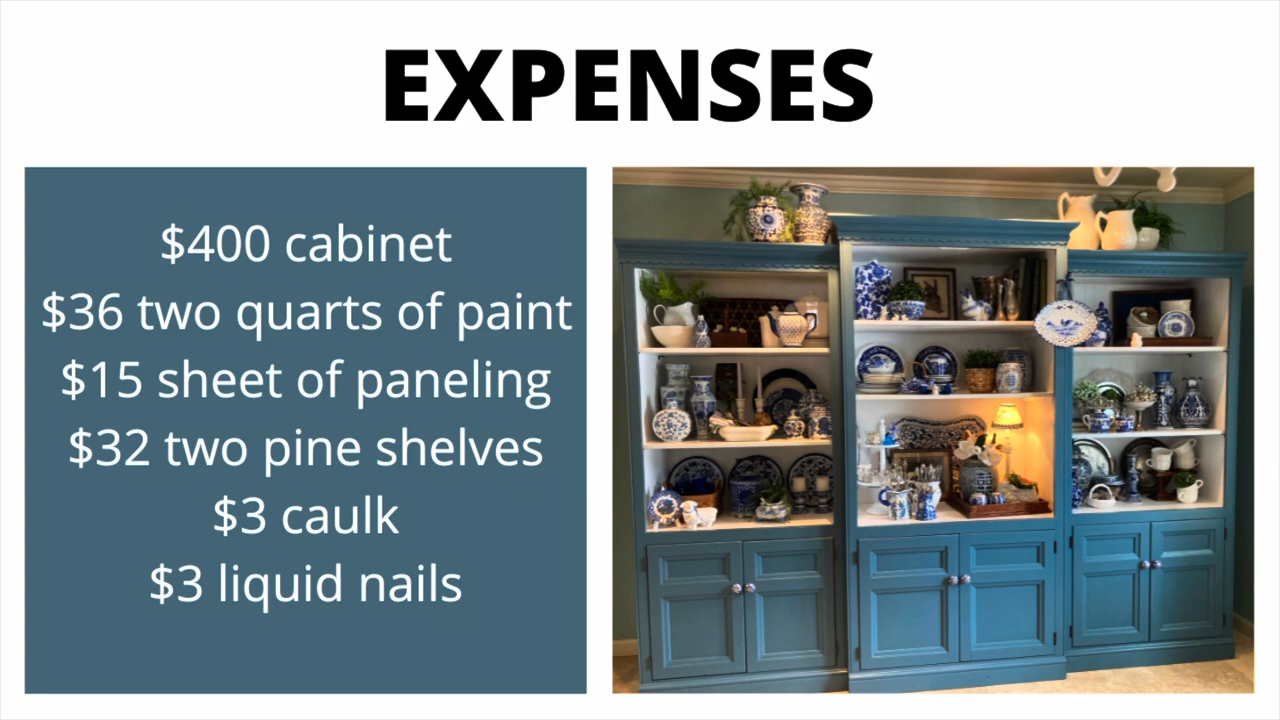 EXPENSES
$400 cabinet
$36 two quarts of paint
$15 sheet of paneling
$32 two pine shelves
$3 caulk
$3 liquid nails